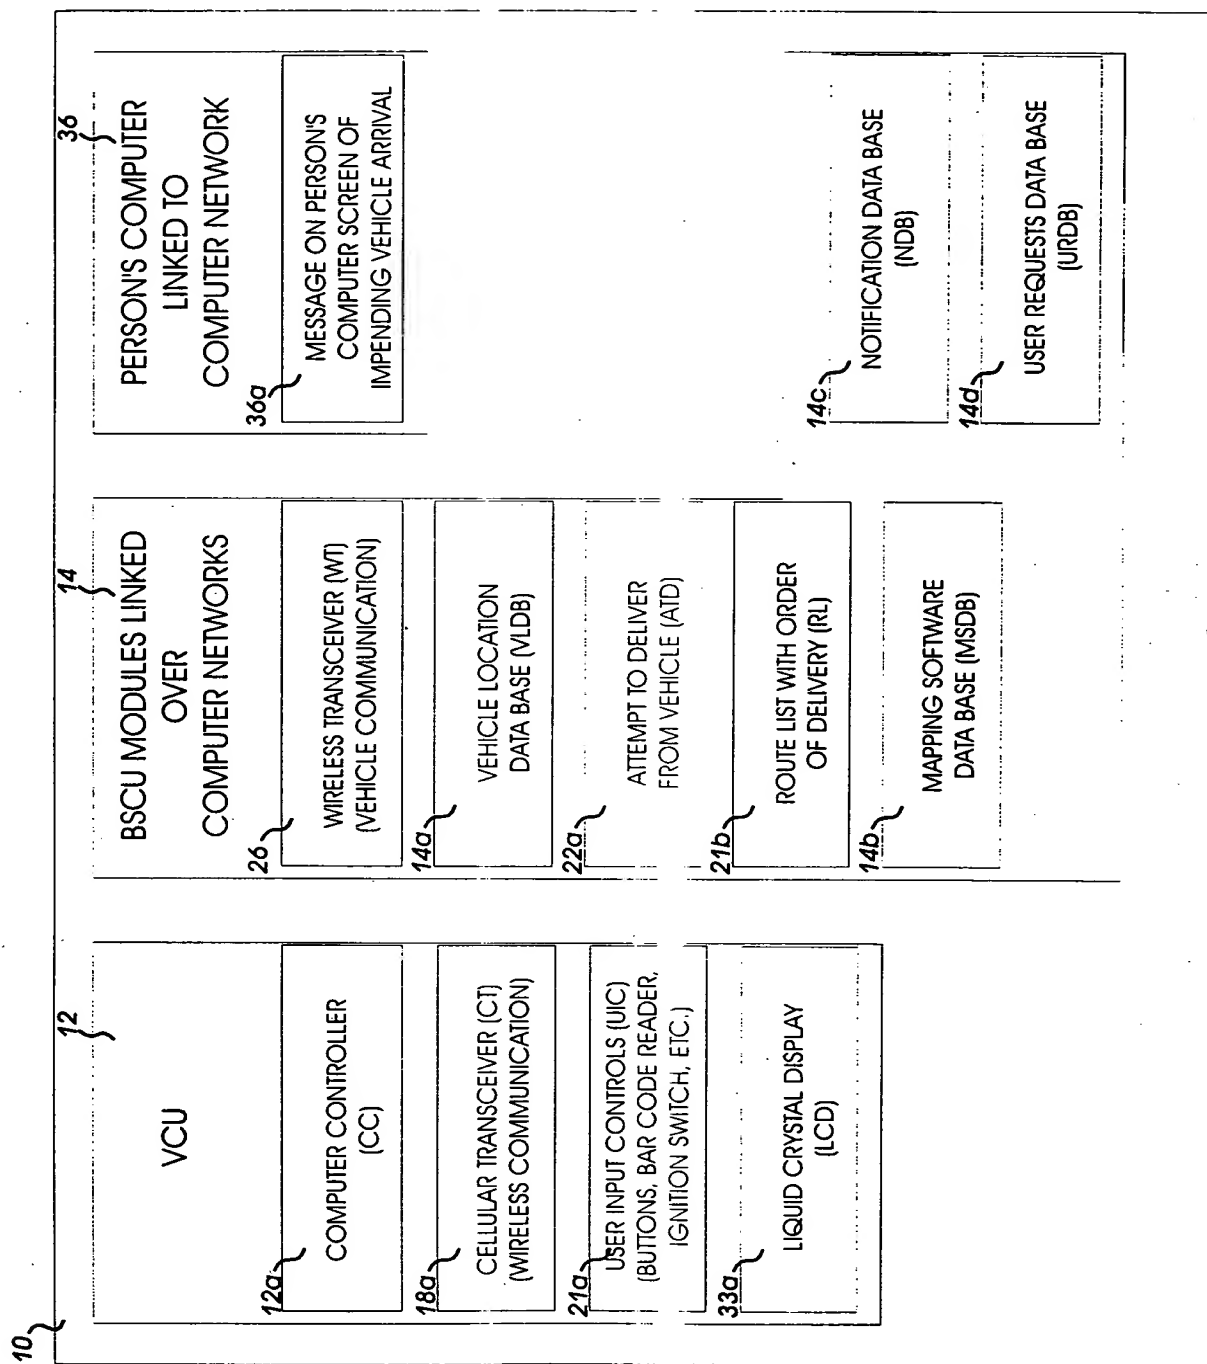 10
12
VCU
12a
COMPUTER CONTROLLER
(CC)
18a
CELLULAR TRANSCEIVER (CT)
(WIRELESS COMMUNICATION)
21a
USER INPUT CONTROLS (UIC)
(BUTTONS, BAR CODE READER,
IGNITION SWITCH, ETC.)
33a
LIQUID CRYSTAL DISPLAY
(LCD)
14
BSCU MODULES LINKED
OVER
COMPUTER NETWORKS
26
WIRELESS TRANSCEIVER (WT)
(VEHICLE COMMUNICATION)
14a
VEHICLE LOCATION
DATA BASE (VLDB)
22a
ATTEMPT TO DELIVER
FROM VEHICLE (ATD)
21b
ROUTE LIST WITH ORDER
OF DELIVERY (RL)
14b
MAPPING SOFTWARE
DATA BASE (MSDB)
36
PERSON'S COMPUTER
LINKED TO
COMPUTER NETWORK
36a
MESSAGE ON PERSON'S
COMPUTER SCREEN OF
IMPENDING VEHICLE ARRIVAL
14c
NOTIFICATION DATA BASE
(NDB)
14d
USER REQUESTS DATA BASE
(URDB)